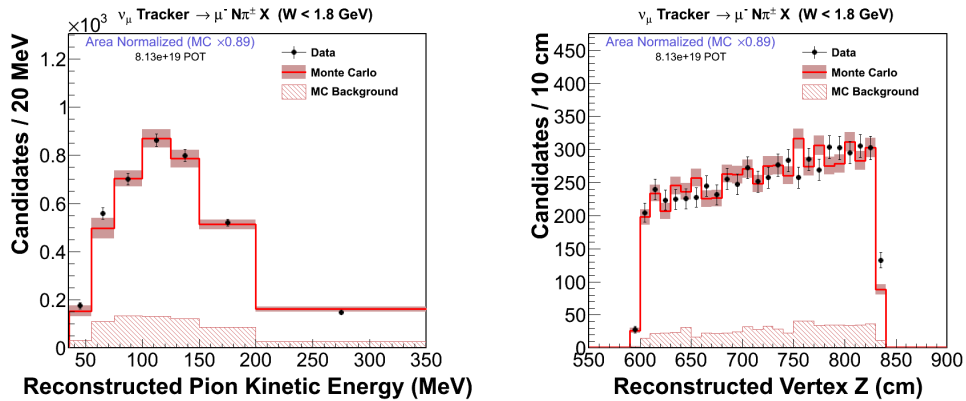 ν_μ Tracker → μ⁻ Nπ± X (W < 1.8 GeV)
×10³
Area Normalized (MC ×0.89)
8.13e+19 POT
Data
Monte Carlo
MC Background
Candidates / 20 MeV
1.2
1
0.8
0.6
0.4
0.2
0
50 100 150 200 250 300 350
Reconstructed Pion Kinetic Energy (MeV)
ν_μ Tracker → μ⁻ Nπ± X (W < 1.8 GeV)
Area Normalized (MC ×0.89)
8.13e+19 POT
Data
Monte Carlo
MC Background
Candidates / 10 cm
450
400
350
300
250
200
150
100
50
0
550 600 650 700 750 800 850 900
Reconstructed Vertex Z (cm)